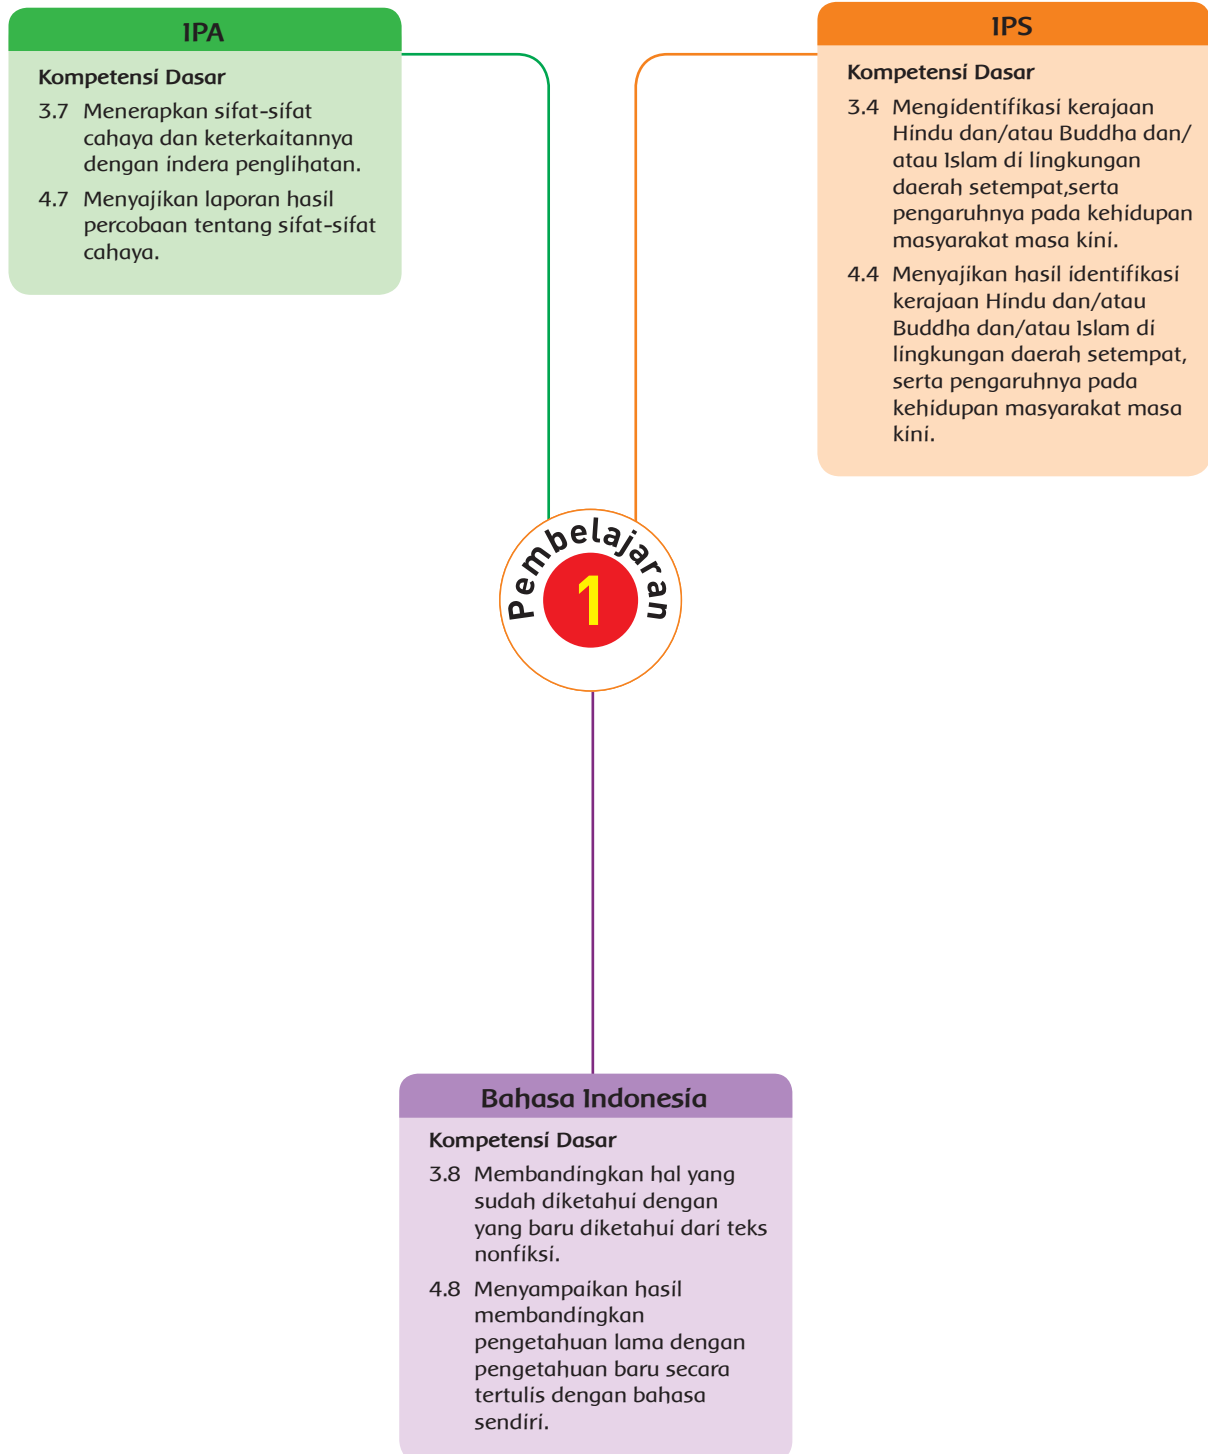 IPA
Kompetensi Dasar
3.7 Menerapkan sifat-sifat
cahaya dan keterkaitannya
dengan indera penglihatan.
4.7 Menyajikan laporan hasil
percobaan tentang sifat-sifat
cahaya.
IPS
Kompetensi Dasar
3.4 Mengidentifikasi kerajaan
Hindu dan/atau Buddha dan/
atau Islam di lingkungan
daerah setempat,serta
pengaruhnya pada kehidupan
masyarakat masa kini.
4.4 Menyajikan hasil identifikasi
kerajaan Hindu dan/atau
Buddha dan/atau Islam di
lingkungan daerah setempat,
serta pengaruhnya pada
kehidupan masyarakat masa
kini.
Pembelajaran
1
Bahasa Indonesia
Kompetensi Dasar
3.8 Membandingkan hal yang
sudah diketahui dengan
yang baru diketahui dari teks
nonfiksi.
4.8 Menyampaikan hasil
membandingkan
pengetahuan lama dengan
pengetahuan baru secara
tertulis dengan bahasa
sendiri.